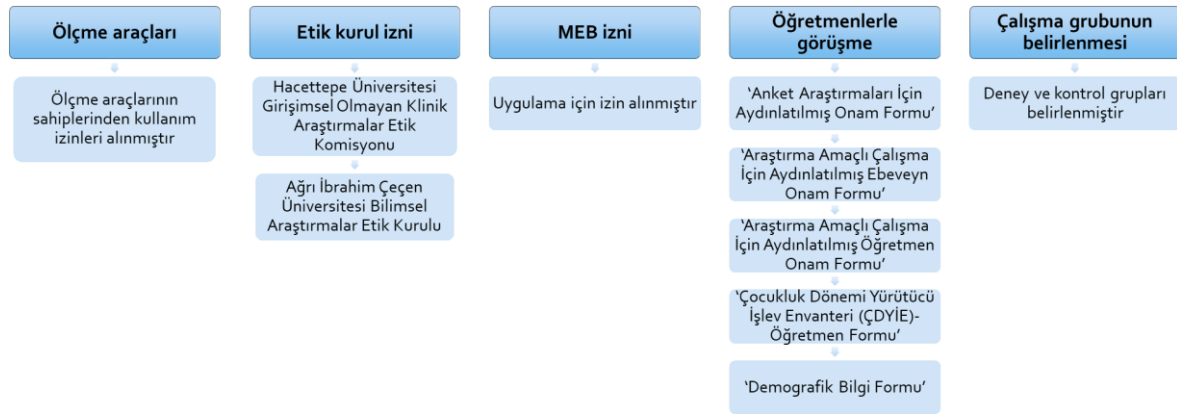 Ölçme araçları
Ölçme araçlarının
sahiplerinden kullanım
izinleri alınmıştır
Etik kurul izni
Hacettepe Üniversitesi
Girişimsel Olmayan Klinik
Araştırmalar Etik
Komisyonu
Ağrı İbrahim Çeçen
Üniversitesi Bilimsel
Araştırmalar Etik Kurulu
MEB izni
Uygulama için izin alınmıştır
Öğretmenlerle
görüşme
‘Anket Araştırmaları İçin
Aydınlatılmış Onam Formu’
‘Araştırma Amaçlı Çalışma
İçin Aydınlatılmış Ebeveyn
Onam Formu’
‘Araştırma Amaçlı Çalışma
İçin Aydınlatılmış Öğretmen
Onam Formu’
‘Çocukluk Dönemi Yürütücü
İşlev Envanteri (ÇDYİE)-
Öğretmen Formu’
‘Demografik Bilgi Formu’
Çalışma grubunun
belirlenmesi
Deney ve kontrol grupları
belirlenmiştir